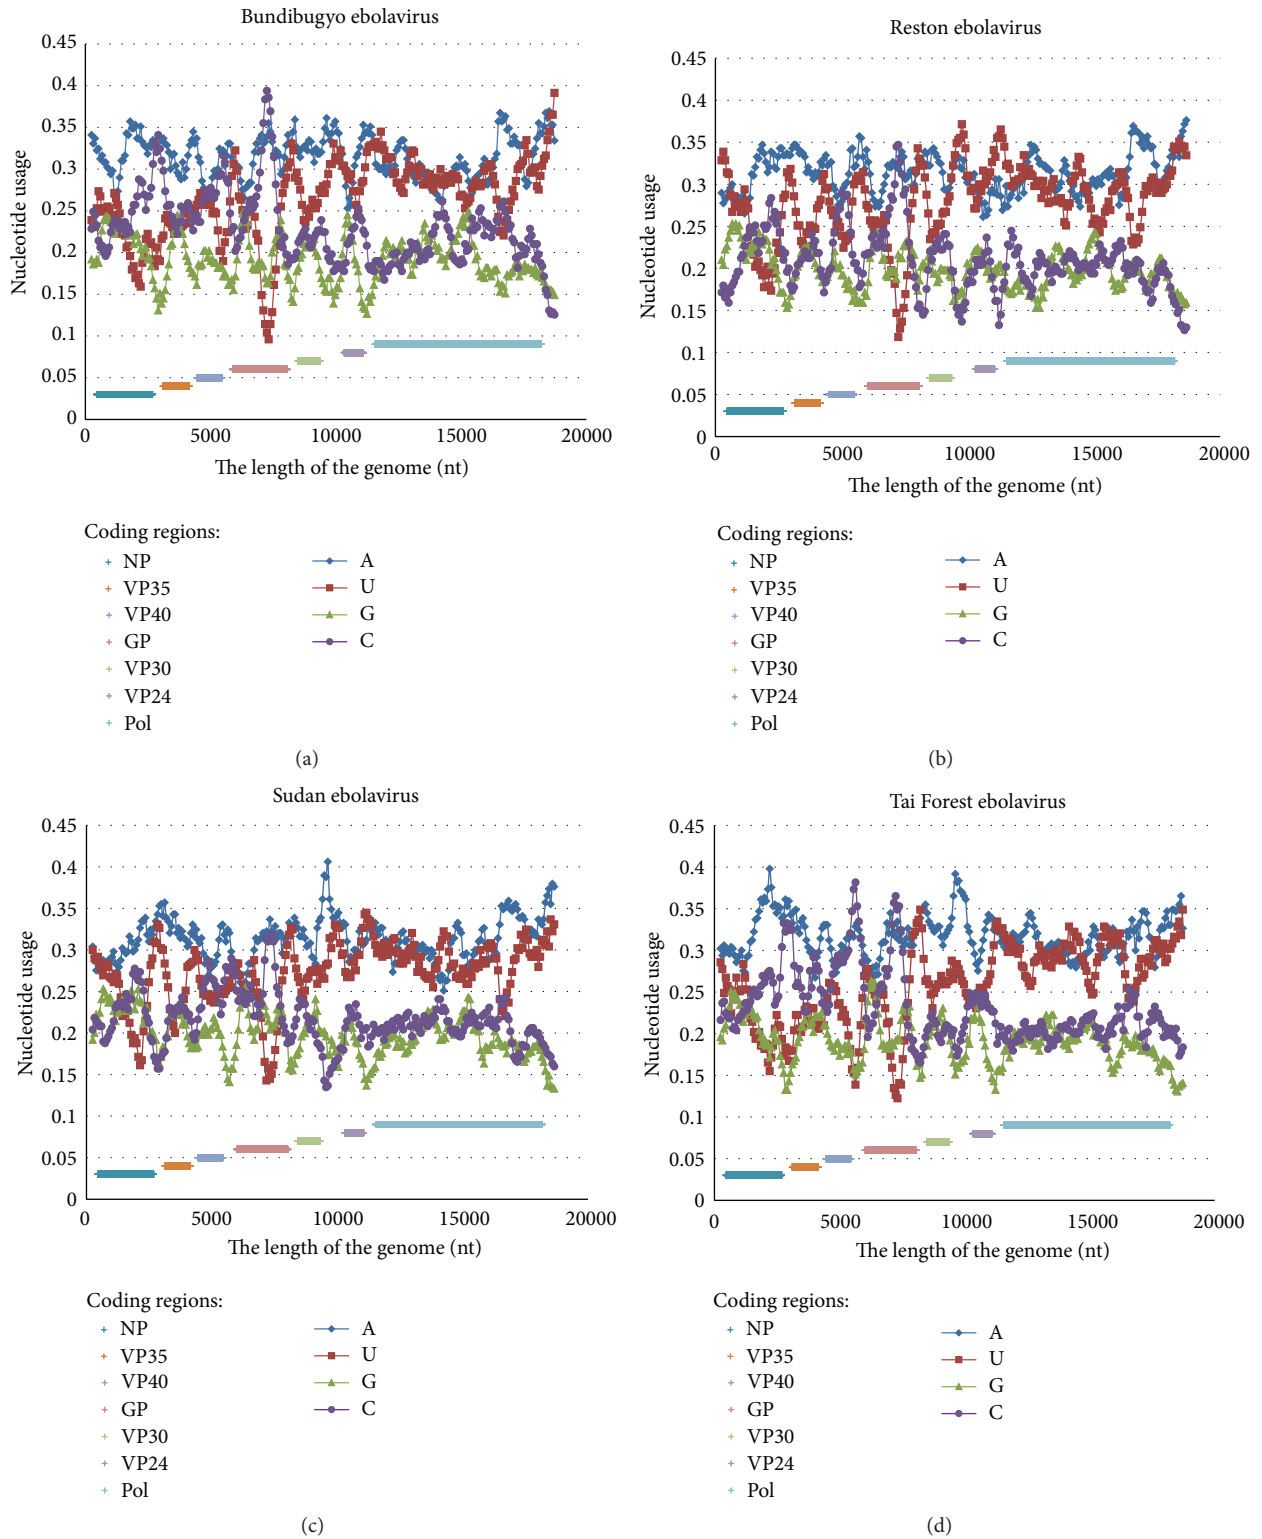 Bundibugyo ebolavirus
0.45
0.4
0.35
0.3
0.25
0.2
0.15
0.1
0.05
0
Nucleotide usage
0 5000 10000 15000 20000
The length of the genome (nt)
Coding regions:
NP
VP35
VP40
GP
VP30
VP24
Pol
A
U
G
C
(a)
Reston ebolavirus
0.45
0.4
0.35
0.3
0.25
0.2
0.15
0.1
0.05
0
Nucleotide usage
0 5000 10000 15000 20000
The length of the genome (nt)
Coding regions:
NP
VP35
VP40
GP
VP30
VP24
Pol
A
U
G
C
(b)
Sudan ebolavirus
0.45
0.4
0.35
0.3
0.25
0.2
0.15
0.1
0.05
0
Nucleotide usage
0 5000 10000 15000 20000
The length of the genome (nt)
Coding regions:
NP
VP35
VP40
GP
VP30
VP24
Pol
A
U
G
C
(c)
Tai Forest ebolavirus
0.45
0.4
0.35
0.3
0.25
0.2
0.15
0.1
0.05
0
Nucleotide usage
0 5000 10000 15000 20000
The length of the genome (nt)
Coding regions:
NP
VP35
VP40
GP
VP30
VP24
Pol
A
U
G
C
(d)